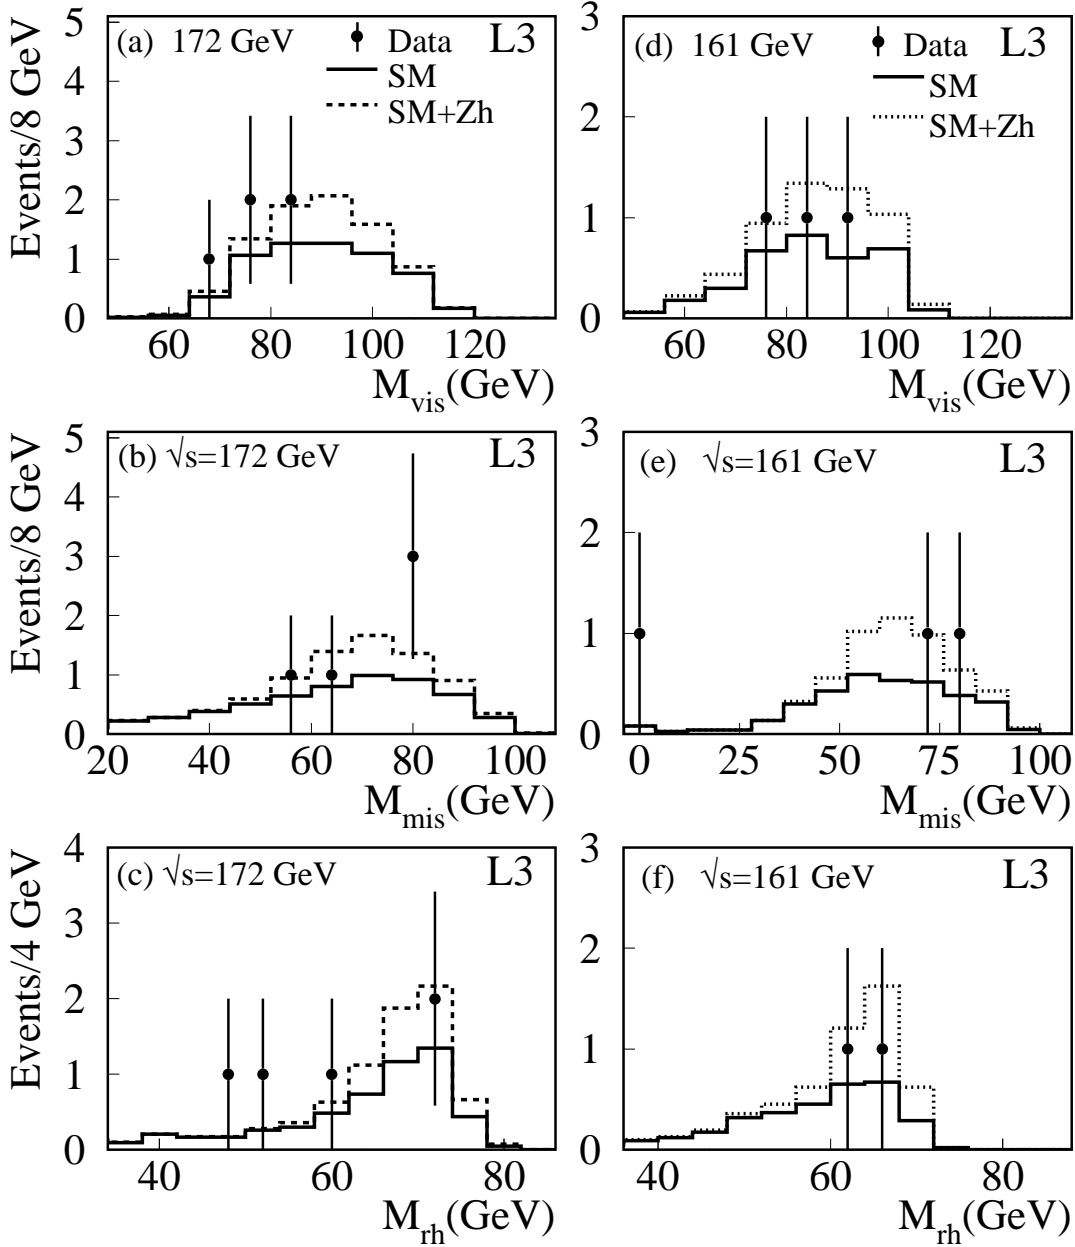 (a) 172 GeV
Data
L3
SM
SM+Zh
Events/8 GeV
5
4
3
2
1
0
60 80 100 120
M_vis(GeV)
(d) 161 GeV
Data
L3
SM
SM+Zh
3
2
1
0
60 80 100 120
M_vis(GeV)
(b) √s=172 GeV
L3
Events/8 GeV
5
4
3
2
1
0
20 40 60 80 100
M_mis(GeV)
(e) √s=161 GeV
L3
3
2
1
0
0 25 50 75 100
M_mis(GeV)
(c) √s=172 GeV
L3
Events/4 GeV
4
3
2
1
0
40 60 80
M_rh(GeV)
(f) √s=161 GeV
L3
3
2
1
0
40 60 80
M_rh(GeV)